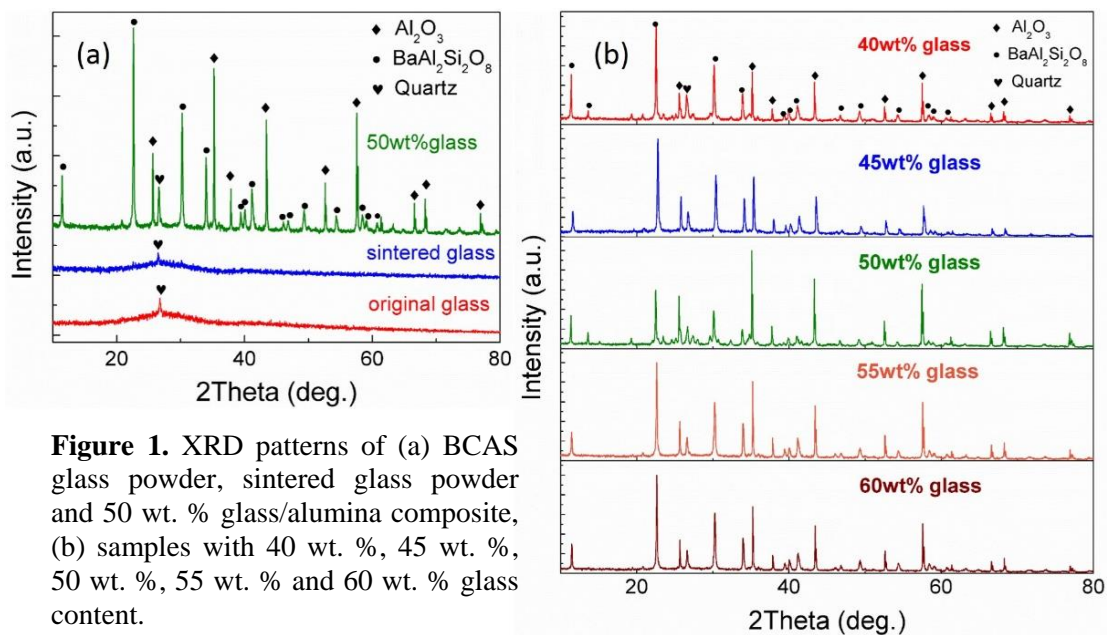 (a)
◆ Al₂O₃
● BaAl₂Si₂O₈
♥ Quartz
50wt%glass
sintered glass
original glass
Intensity (a.u.)
20 40 60 80
2Theta (deg.)
Figure 1. XRD patterns of (a) BCAS
glass powder, sintered glass powder
and 50 wt. % glass/alumina composite,
(b) samples with 40 wt. %, 45 wt. %,
50 wt. %, 55 wt. % and 60 wt. % glass
content.
(b)
◆ Al₂O₃
● BaAl₂Si₂O₈
♥ Quartz
40wt% glass
45wt% glass
50wt% glass
55wt% glass
60wt% glass
Intensity (a.u.)
20 30 40 50 60 70 80
2Theta (deg.)